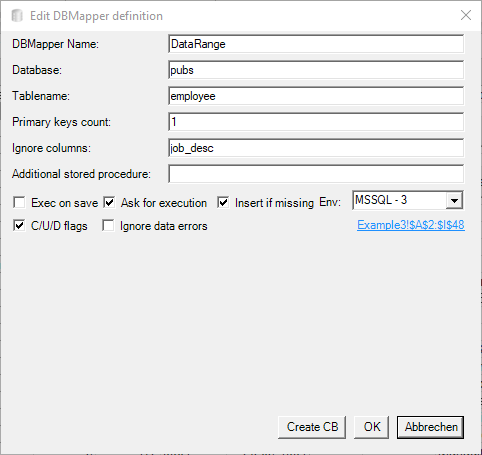 Edit DBMapper definition
DBMapper Name: DataRange
Database: pubs
Tablename: employee
Primary keys count: 1
Ignore columns: job_desc
Additional stored procedure:
Exec on save Ask for execution Insert if missing Env: MSSQL - 3
C/U/D flags Ignore data errors Example3!$A$2:$I$48
Create CB OK Abbrechen